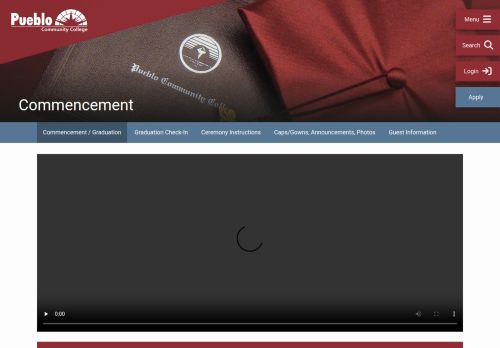 Pueblo
Community College
Menu
Search
Login
Apply
Pueblo Community College
Commencement
Commencement / Graduation
Graduation Check-In
Ceremony Instructions
Caps/Gowns, Announcements, Photos
Guest Information
0:00